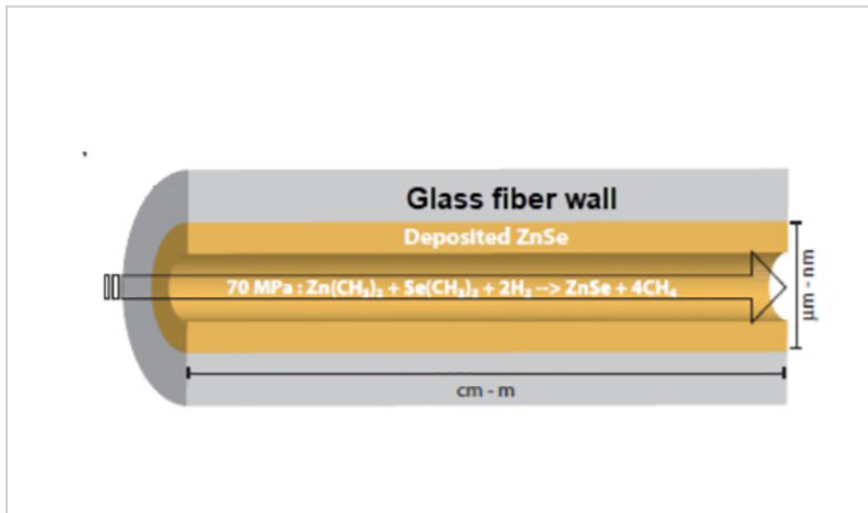 Glass fiber wall
Deposited ZnSe
70 MPa : Zn(CH₃)₂ + Se(CH₃)₂ + 2H₂ --> ZnSe + 4CH₄
μm - nm
cm - m